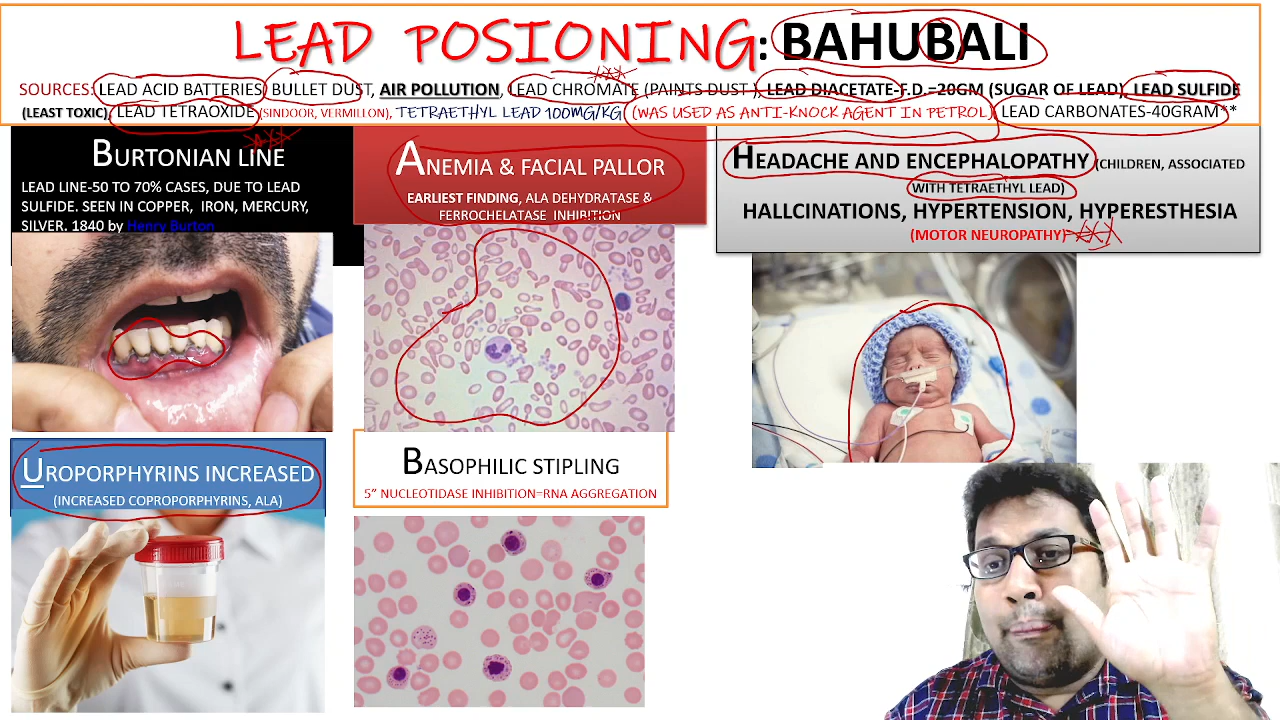 LEAD POSIONING: BAHUBALI
SOURCES: LEAD ACID BATTERIES, BULLET DUST, AIR POLLUTION, LEAD CHROMATE (PAINTS DUST), LEAD DIACETATE-F.D.=20GM (SUGAR OF LEAD), LEAD SULFIDE
(LEAST TOXIC), LEAD TETRAOXIDE (SINDOOR, VERMILLON), TETRAETHYL LEAD 100MG/KG (WAS USED AS ANTI-KNOCK AGENT IN PETROL) LEAD CARBONATES-40GRAM**
BURTONIAN LINE
LEAD LINE-50 TO 70% CASES, DUE TO LEAD
SULFIDE. SEEN IN COPPER, IRON, MERCURY,
SILVER. 1840 by Henry Burton
ANEMIA & FACIAL PALLOR
EARLIEST FINDING, ALA DEHYDRATASE &
FERROCHELATASE INHIBITION
HEADACHE AND ENCEPHALOPATHY (CHILDREN, ASSOCIATED
WITH TETRAETHYL LEAD)
HALLCINATIONS, HYPERTENSION, HYPERESTHESIA
(MOTOR NEUROPATHY)
UROPORPHYRINS INCREASED
(INCREASED COPROPORPHYRINS, ALA)
BASOPHILIC STIPLING
5” NUCLEOTIDASE INHIBITION=RNA AGGREGATION